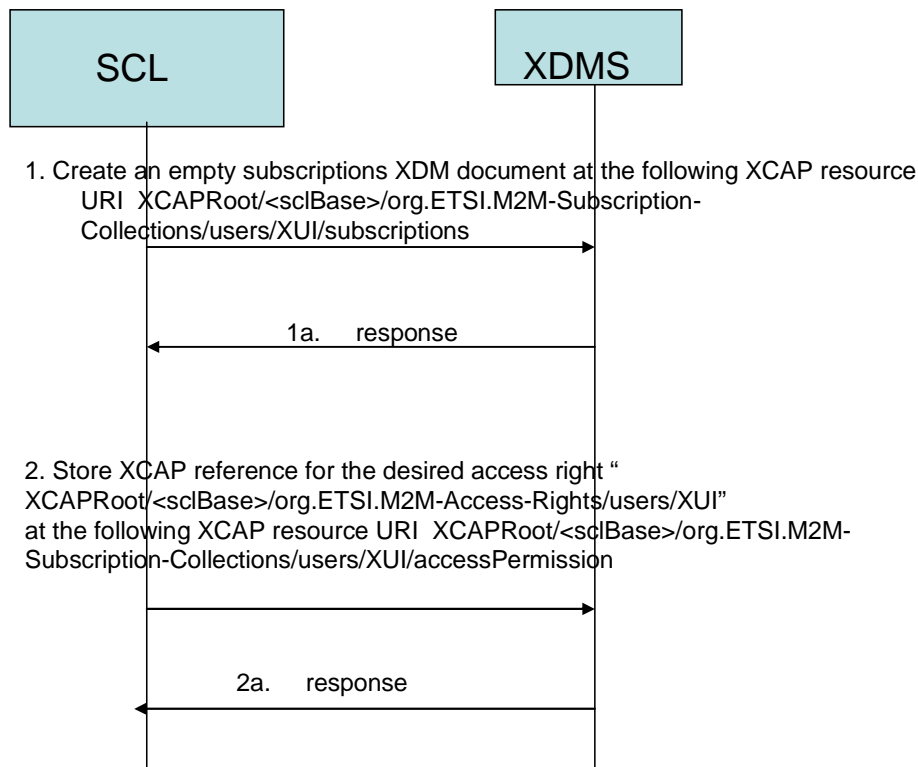 SCL
XDMS
1. Create an empty subscriptions XDM document at the following XCAP resource
URI XCAPRoot/<sclBase>/org.ETSI.M2M-Subscription-
Collections/users/XUI/subscriptions
1a. response
2. Store XCAP reference for the desired access right “
XCAPRoot/<sclBase>/org.ETSI.M2M-Access-Rights/users/XUI”
at the following XCAP resource URI XCAPRoot/<sclBase>/org.ETSI.M2M-
Subscription-Collections/users/XUI/accessPermission
2a. response